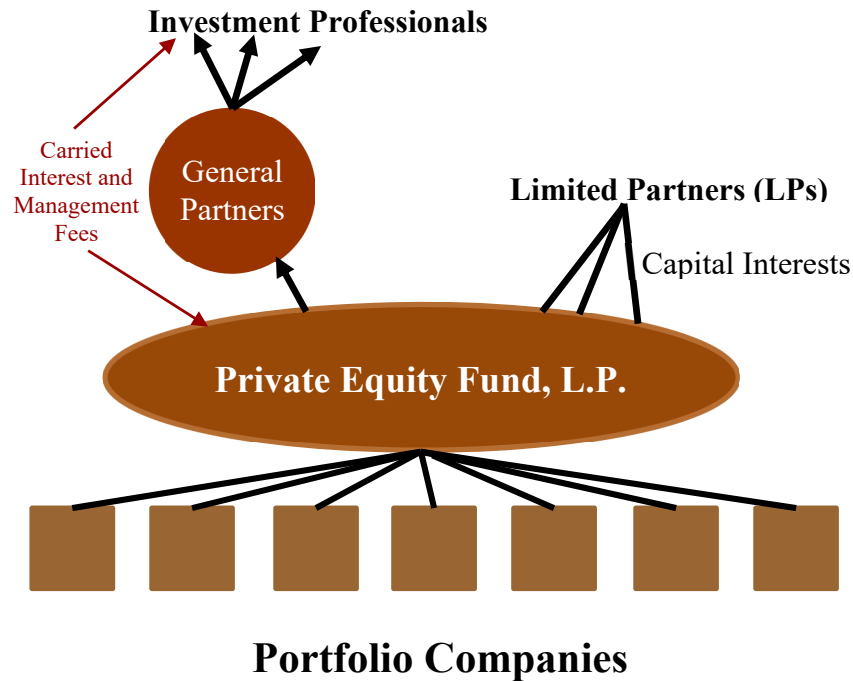 Investment Professionals
Carried
Interest and
Management
Fees
General
Partners
Limited Partners (LPs)
Capital Interests
Private Equity Fund, L.P.
Portfolio Companies